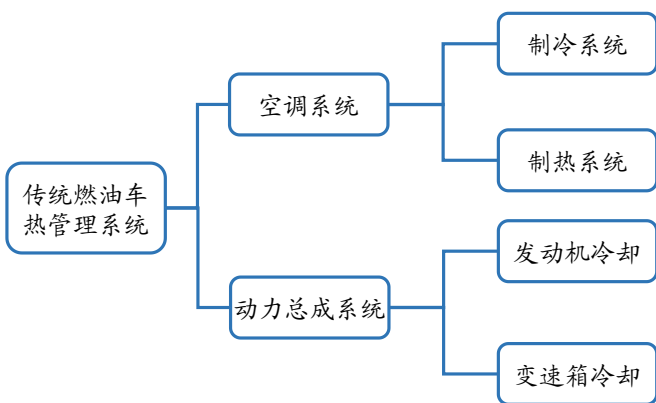 制冷系统
空调系统
制热系统
传统燃油车
热管理系统
发动机冷却
动力总成系统
变速箱冷却